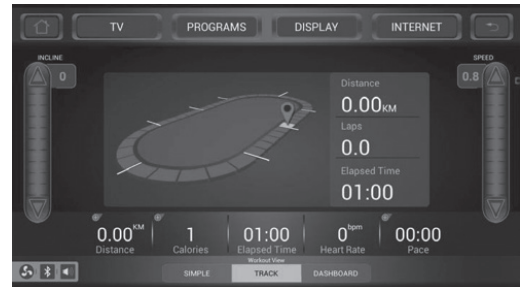 TV PROGRAMS DISPLAY INTERNET
INCLINE SPEED
0 0.8
Distance
0.00KM
Laps
0.0
Elapsed Time
01:00
0.00KM 1 01:00 0bpm 00:00
Distance Calories Elapsed Time Heart Rate Pace
Workout View
SIMPLE TRACK DASHBOARD